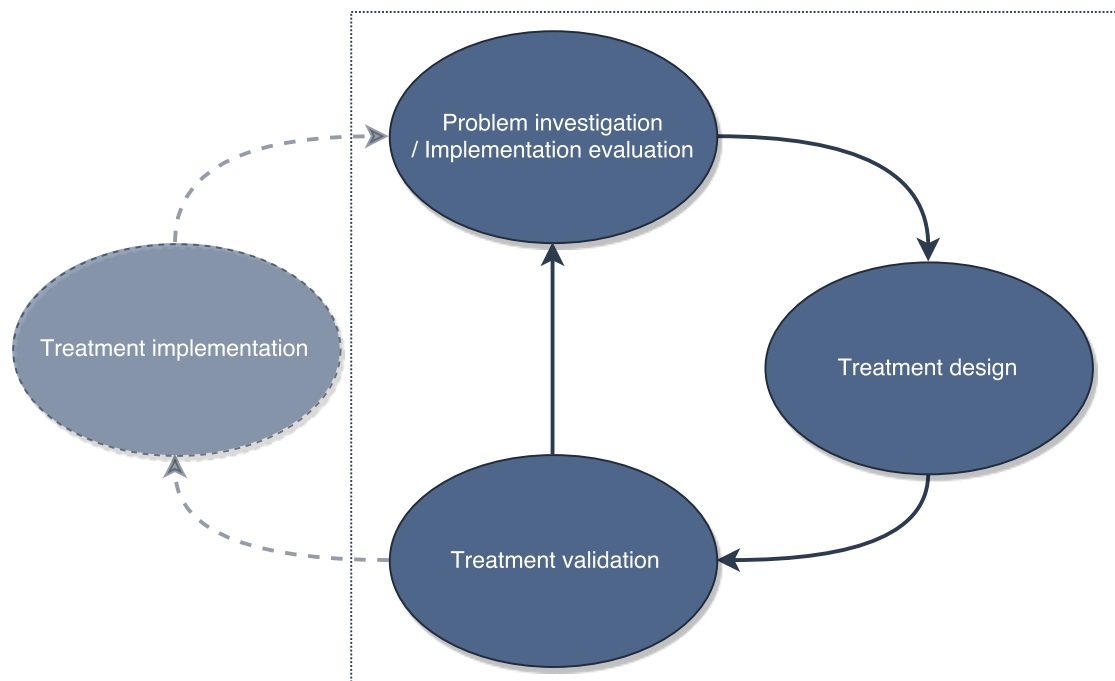 Problem investigation
/ Implementation evaluation
Treatment implementation
Treatment design
Treatment validation